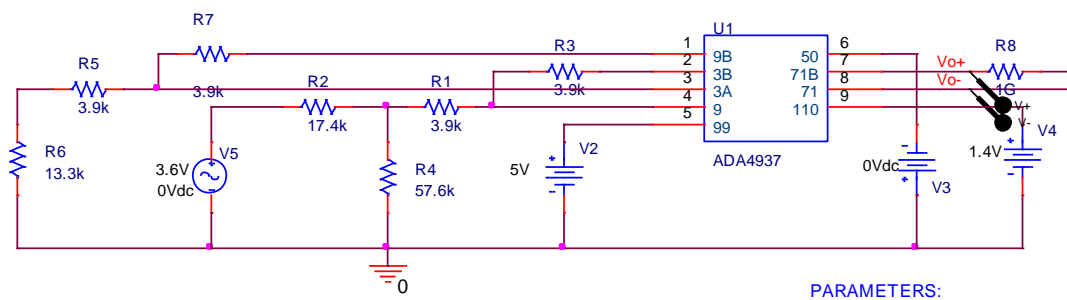 R7
3.9k
R5
3.9k
R6
13.3k
R2
17.4k
R1
3.9k
R3
3.9k
V5
3.6V
0Vdc
R4
57.6k
V2
5V
U1
1
2
3
4
5
9B
3B
3A
9
99
50
71B
71
110
6
7
8
9
ADA4937
Vo+
Vo-
R8
1G
V+
V-
V4
1.4V
0Vdc
V3
0
PARAMETERS: